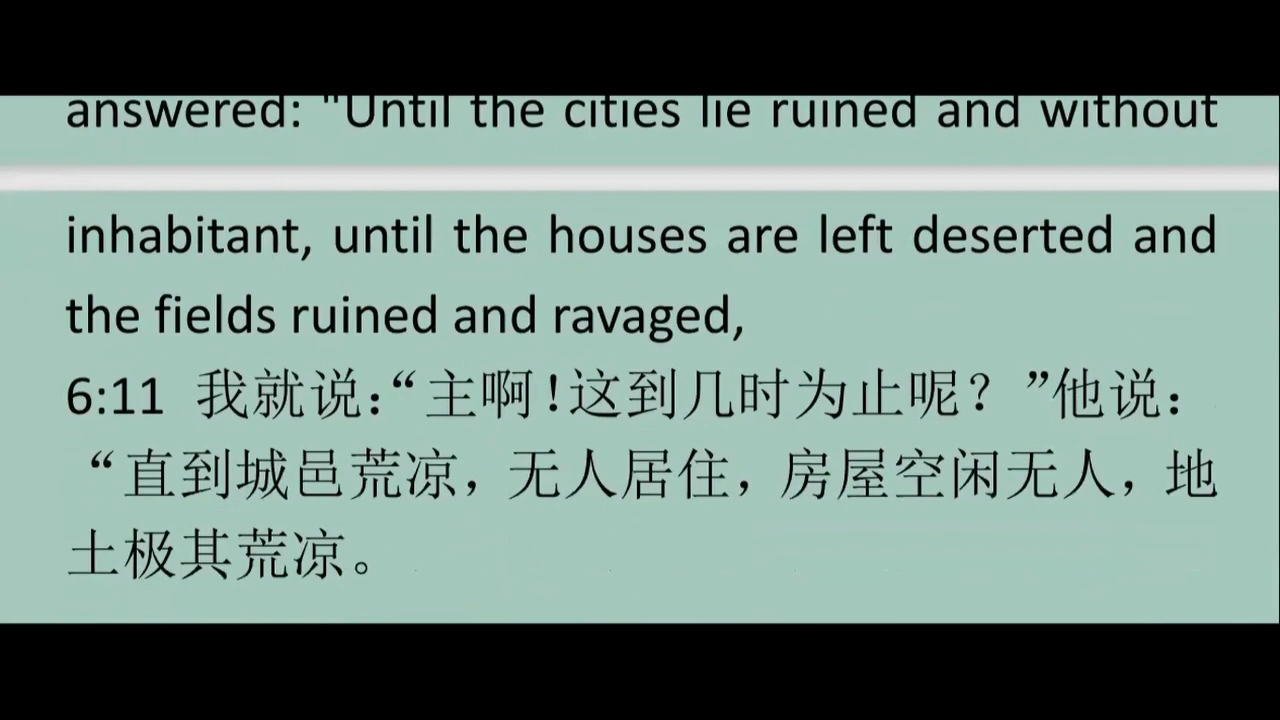 answered: "Until the cities lie ruined and without
inhabitant, until the houses are left deserted and
the fields ruined and ravaged,
6:11 我就说:“主啊!这到几时为止呢？”他说：
“直到城邑荒凉，无人居住，房屋空闲无人，地
土极其荒凉。